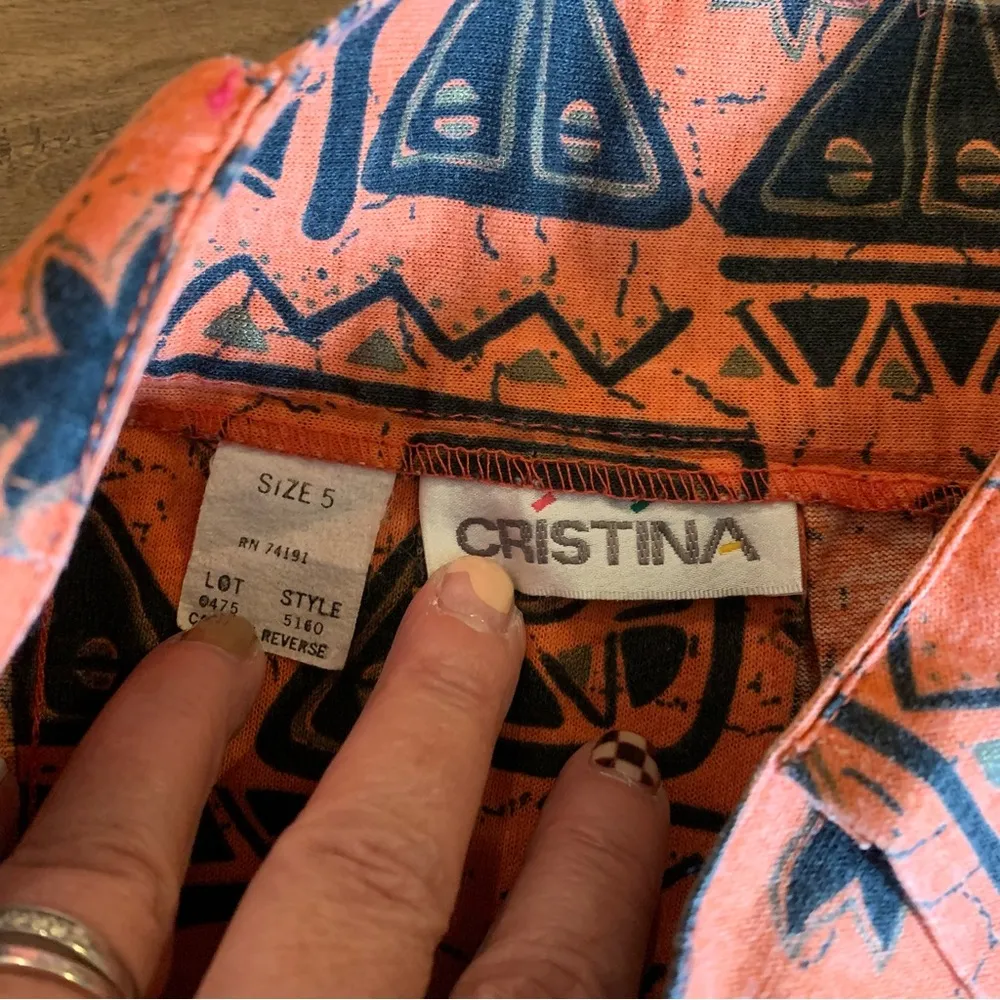 SIZE 5
RN 74191
LOT STYLE
0475 5160
REVERSE
CRISTINA